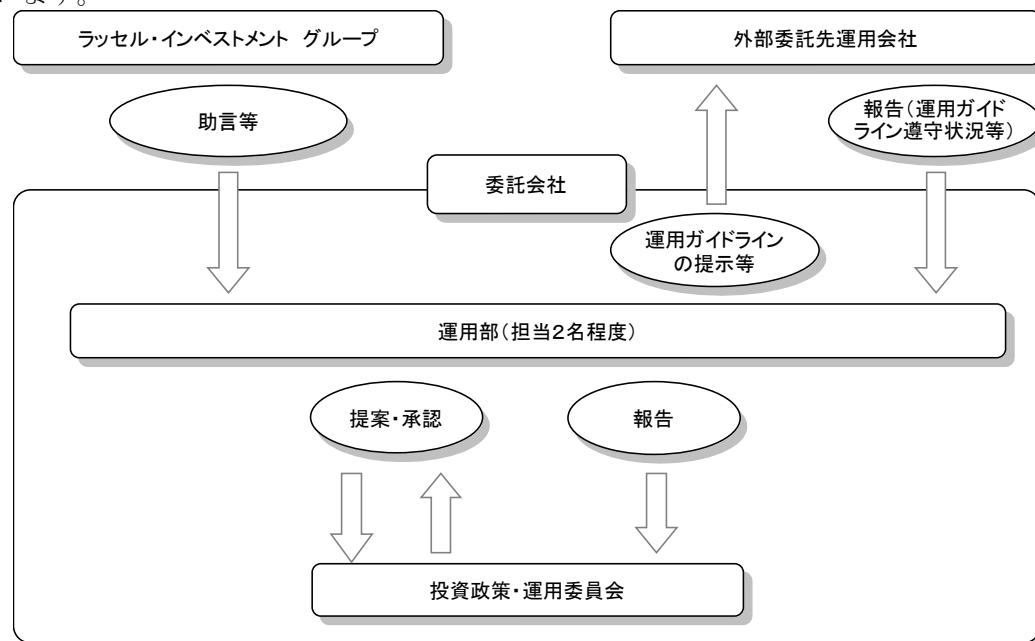 ます。
ラッセル・インベストメント グループ
外部委託先運用会社
助言等
報告(運用ガイド
ライン遵守状況等)
委託会社
運用ガイドライン
の提示等
運用部(担当2名程度)
提案・承認
報告
投資政策・運用委員会